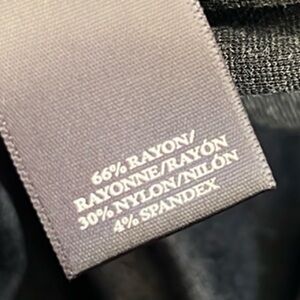 66% RAYON/
RAYONNE/RAYÓN
30% NYLON/NILÓN
4% SPANDEX